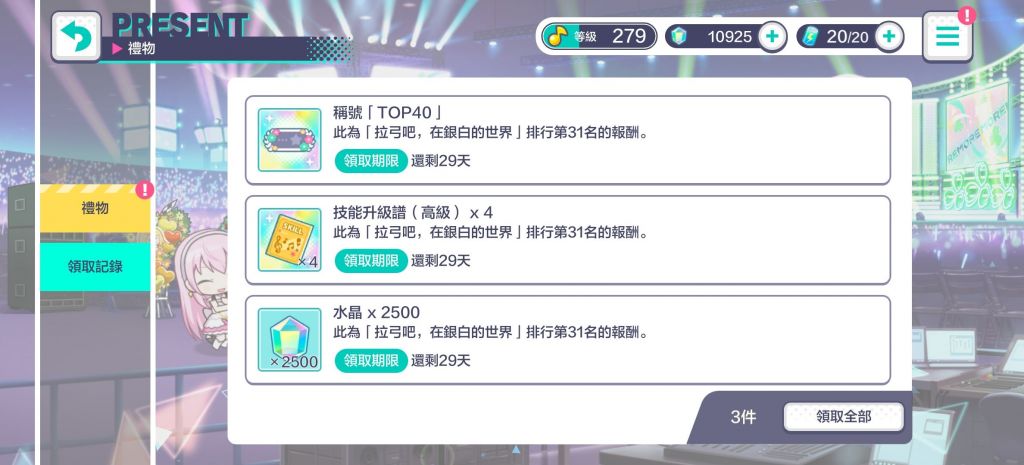 PRESENT
禮物
等級 279
10925
20/20
!
稱號「TOP40」
此為「拉弓吧，在銀白的世界」排行第31名的報酬。
領取期限 還剩29天
!
禮物
領取記錄
SKILL
×4
技能升級譜（高級） x 4
此為「拉弓吧，在銀白的世界」排行第31名的報酬。
領取期限 還剩29天
×2500
水晶 x 2500
此為「拉弓吧，在銀白的世界」排行第31名的報酬。
領取期限 還剩29天
3件
領取全部